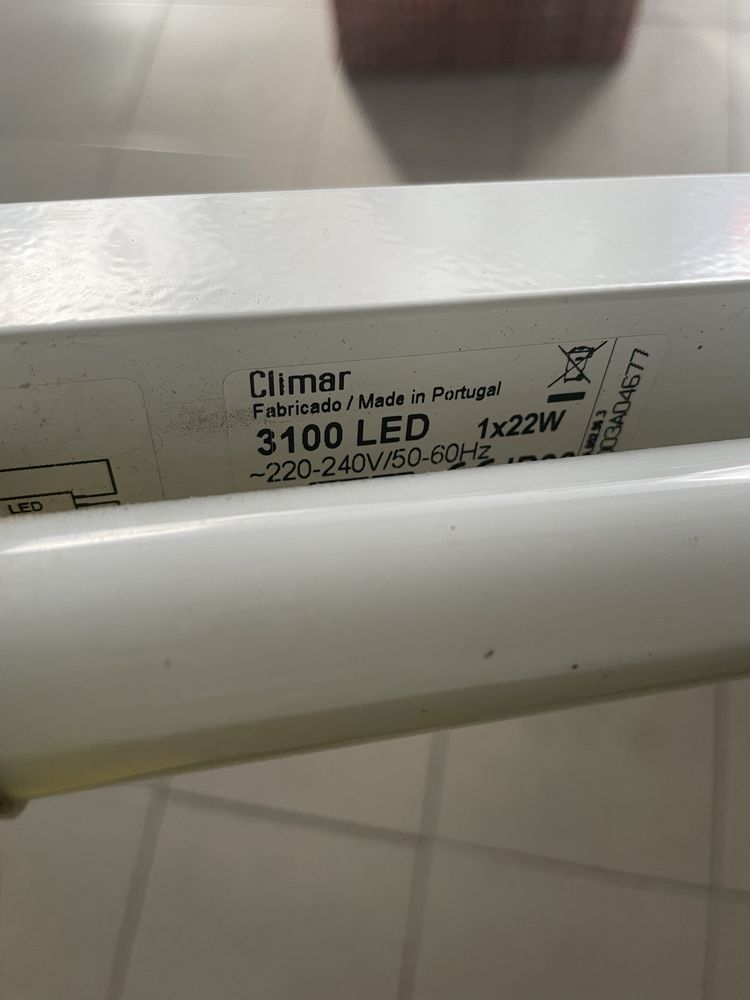 Climar
Fabricado / Made in Portugal
3100 LED 1x22W
~220-240V/50-60Hz
LED